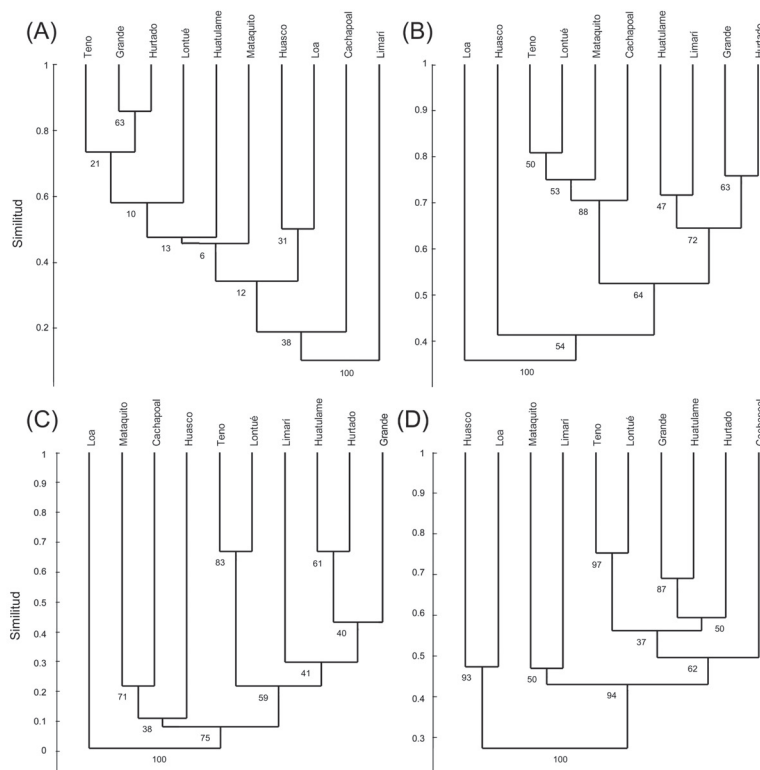 (A)
Teno
Grande
Hurtado
Lontué
Huatulame
Mataquito
Huasco
Loa
Cachapoal
Limarí
Similitud
1
0.8
0.6
0.4
0.2
63
21
10
13
6
31
12
38
100
(B)
Loa
Huasco
Teno
Lontué
Mataquito
Cachapoal
Huatulame
Limarí
Grande
Hurtado
1
0.9
0.8
0.7
0.6
0.5
0.4
50
53
88
47
63
72
64
54
100
(C)
Loa
Mataquito
Cachapoal
Huasco
Teno
Lontué
Limarí
Huatulame
Hurtado
Grande
Similitud
1
0.9
0.8
0.7
0.6
0.5
0.4
0.3
0.2
0.1
0
83
61
40
41
71
59
38
75
100
(D)
Huasco
Loa
Mataquito
Limarí
Teno
Lontué
Grande
Huatulame
Hurtado
Cachapoal
1
0.9
0.8
0.7
0.6
0.5
0.4
0.3
97
87
50
37
62
93
50
94
100